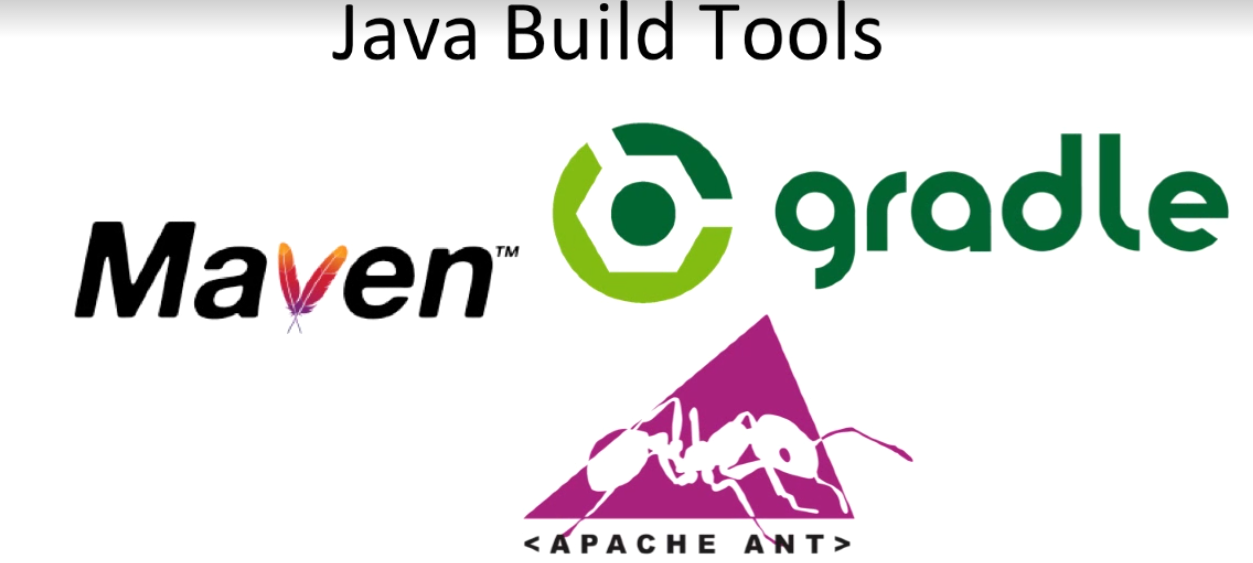 Java Build Tools
gradle
Maven™
<APACHE ANT>